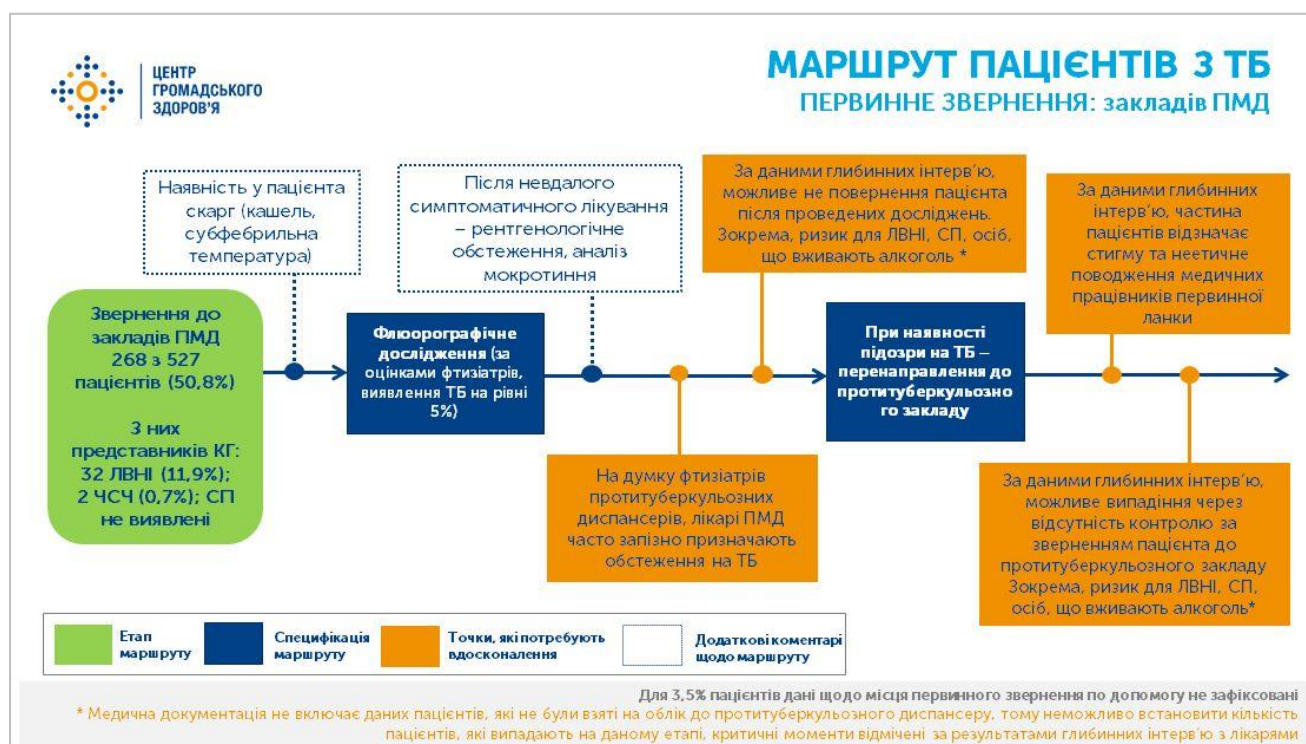 ЦЕНТР
ГРОМАДСЬКОГО
ЗДОРОВ'Я
МАРШРУТ ПАЦІЄНТІВ З ТБ
ПЕРВИННЕ ЗВЕРНЕННЯ: закладів ПМД
Наявність у пацієнта
скарг (кашель,
субфебрильна
температура)
Після невдалого
симптоматичного лікування
– рентгенологічне
обстеження, аналіз
мокротиння
За даними глибинних інтерв'ю,
можливе не повернення пацієнта
після проведених досліджень.
Зокрема, ризик для ЛВНІ, СП, осіб,
що вживають алкоголь *
За даними глибинних
інтерв'ю, частина
пацієнтів відзначає
стигму та неетичне
поводження медичних
працівників первинної
ланки
Звернення до
закладів ПМД
268 з 527
пацієнтів (50,8%)
З них
представників КГ:
32 ЛВНІ (11,9%);
2 ЧСЧ (0,7%); СП
не виявлені
Флюорографічне
дослідження (за
оцінками фтизіатрів,
виявлення ТБ на рівні
5%)
При наявності
підозри на ТБ –
перенаправлення до
протитуберкульозно
го закладу
На думку фтизіатрів
протитуберкульозних
диспансерів, лікарі ПМД
часто запізно призначають
обстеження на ТБ
За даними глибинних інтерв'ю,
можливе випадіння через
відсутність контролю за
зверненням пацієнта до
протитуберкульозного закладу
Зокрема, ризик для ЛВНІ, СП,
осіб, що вживають алкоголь*
Етап
маршруту
Специфікація
маршруту
Точки, які потребують
вдосконалення
Додаткові коментарі
щодо маршруту
Для 3,5% пацієнтів дані щодо місця первинного звернення по допомогу не зафіксовані
* Медична документація не включає даних пацієнтів, які не були взяті на облік до протитуберкульозного диспансеру, тому неможливо встановити кількість
пацієнтів, які випадають на даному етапі, критичні моменти відмічені за результатами глибинних інтерв'ю з лікарями